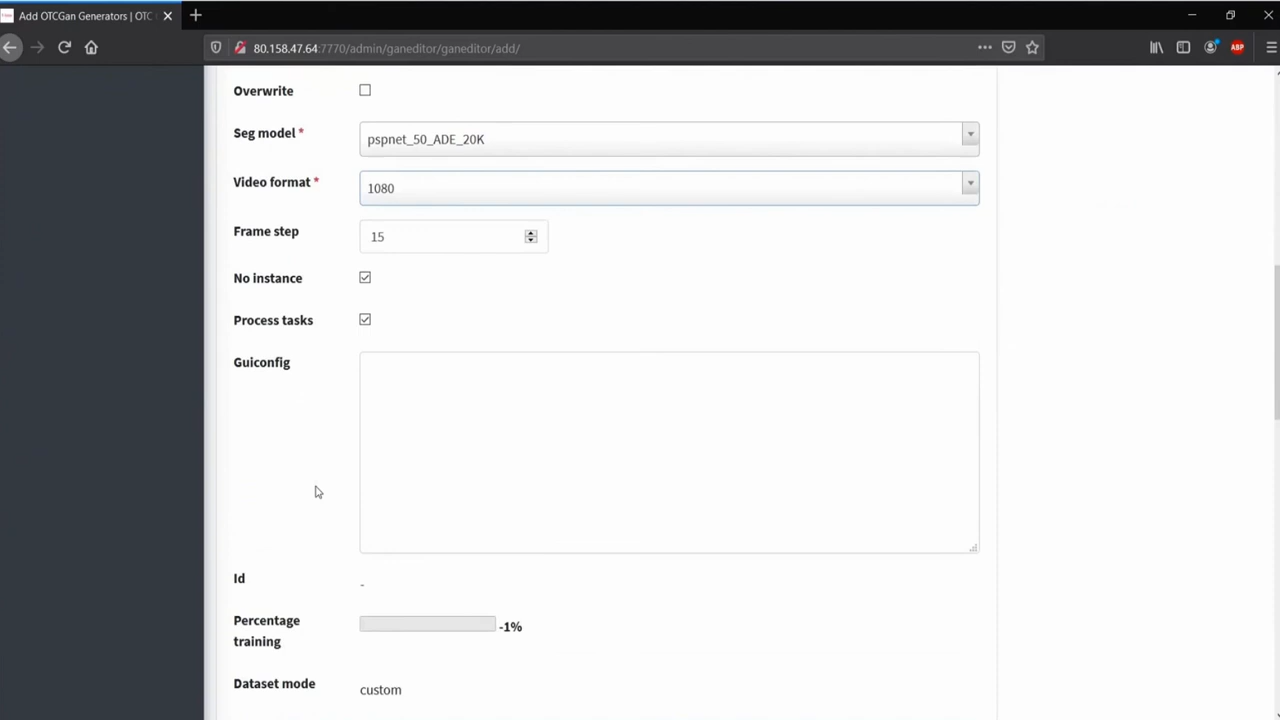 Add OTCGan Generators | OTC
80.158.47.64:7770/admin/ganeditor/ganeditor/add/
ABP
Overwrite
Seg model *
pspnet_50_ADE_20K
Video format *
1080
Frame step
15
No instance
Process tasks
Guiconfig
Id
-
Percentage
training
-1%
Dataset mode
custom